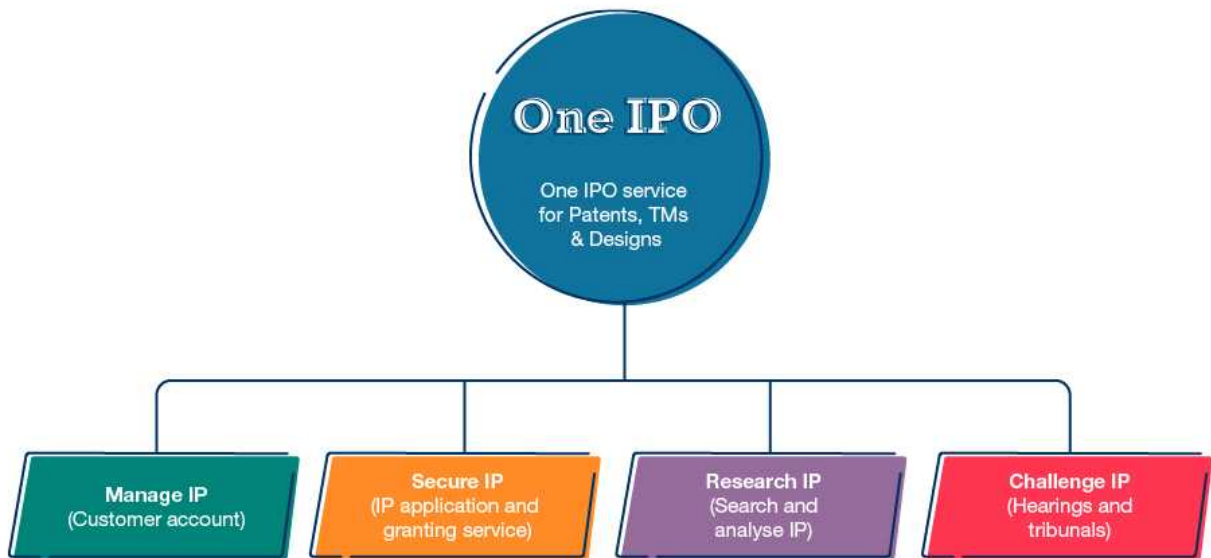 One IPO
One IPO service
for Patents, TMs
& Designs
Manage IP
(Customer account)
Secure IP
(IP application and
granting service)
Research IP
(Search and
analyse IP)
Challenge IP
(Hearings and
tribunals)